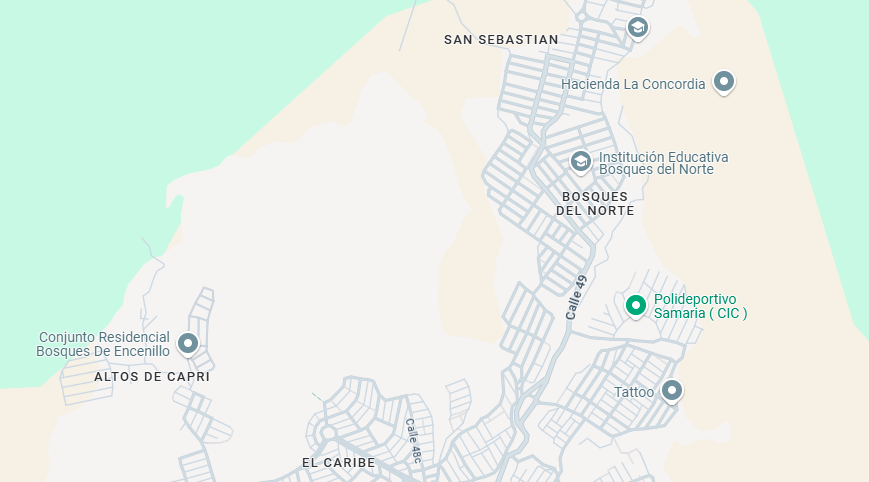 SAN SEBASTIAN
Hacienda La Concordia
Institución Educativa
Bosques del Norte
BOSQUES
DEL NORTE
Calle 49
Polideportivo
Samaria ( CIC )
Conjunto Residencial
Bosques De Encenillo
ALTOS DE CAPRI
Tattoo
Calle 48c
EL CARIBE